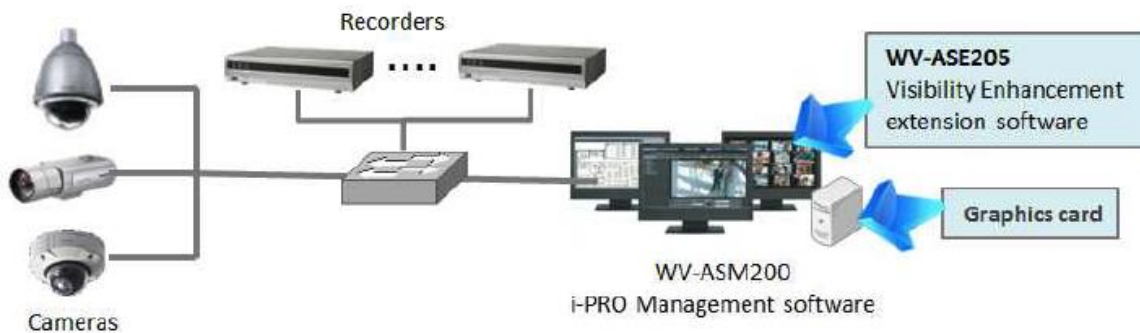 Recorders
WV-ASE205
Visibility Enhancement
extension software
Graphics card
WV-ASM200
i-PRO Management software
Cameras